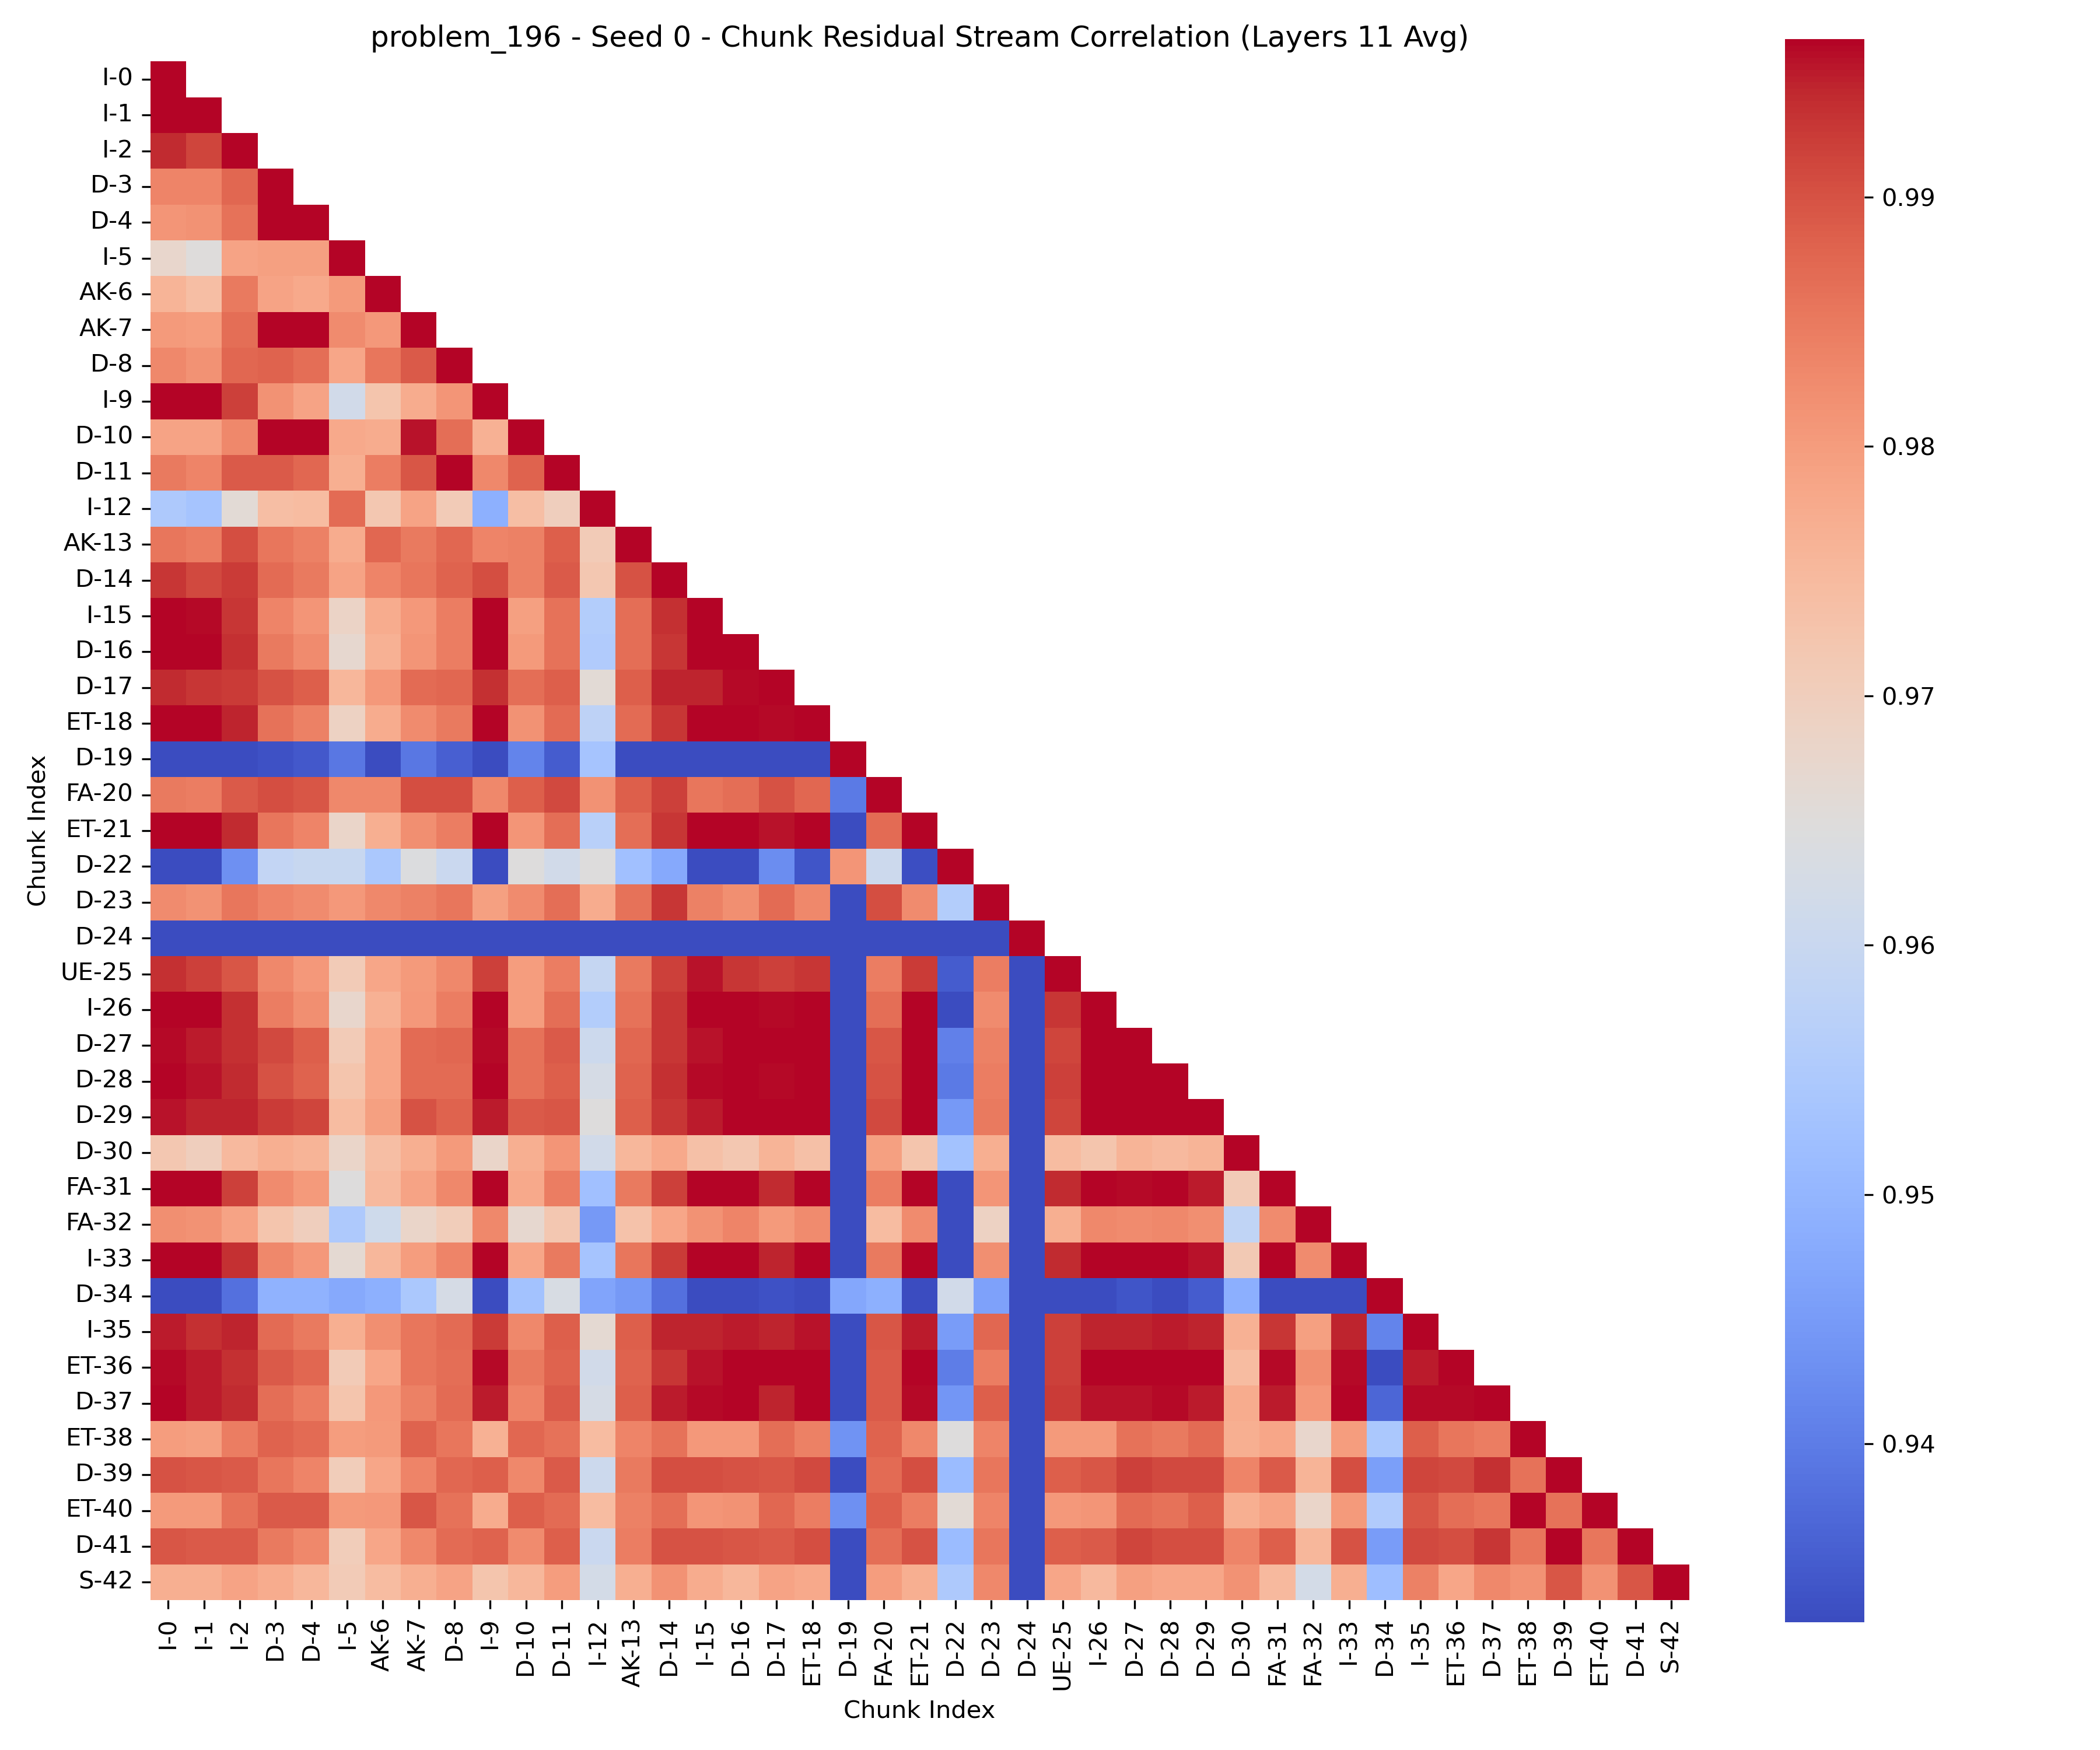 problem_196 - Seed 0 - Chunk Residual Stream Correlation (Layers 11 Avg)
I-0
I-1
I-2
D-3
D-4
I-5
AK-6
AK-7
D-8
I-9
D-10
D-11
I-12
AK-13
D-14
I-15
D-16
D-17
ET-18
D-19
FA-20
ET-21
D-22
D-23
D-24
UE-25
I-26
D-27
D-28
D-29
D-30
FA-31
FA-32
I-33
D-34
I-35
ET-36
D-37
ET-38
D-39
ET-40
D-41
S-42
Chunk Index
I-0 I-1 I-2 D-3 D-4 I-5 AK-6 AK-7 D-8 I-9 D-10 D-11 I-12 AK-13 D-14 I-15 D-16 D-17 ET-18 D-19 FA-20 ET-21 D-22 D-23 D-24 UE-25 I-26 D-27 D-28 D-29 D-30 FA-31 FA-32 I-33 D-34 I-35 ET-36 D-37 ET-38 D-39 ET-40 D-41 S-42
Chunk Index
0.99
0.98
0.97
0.96
0.95
0.94